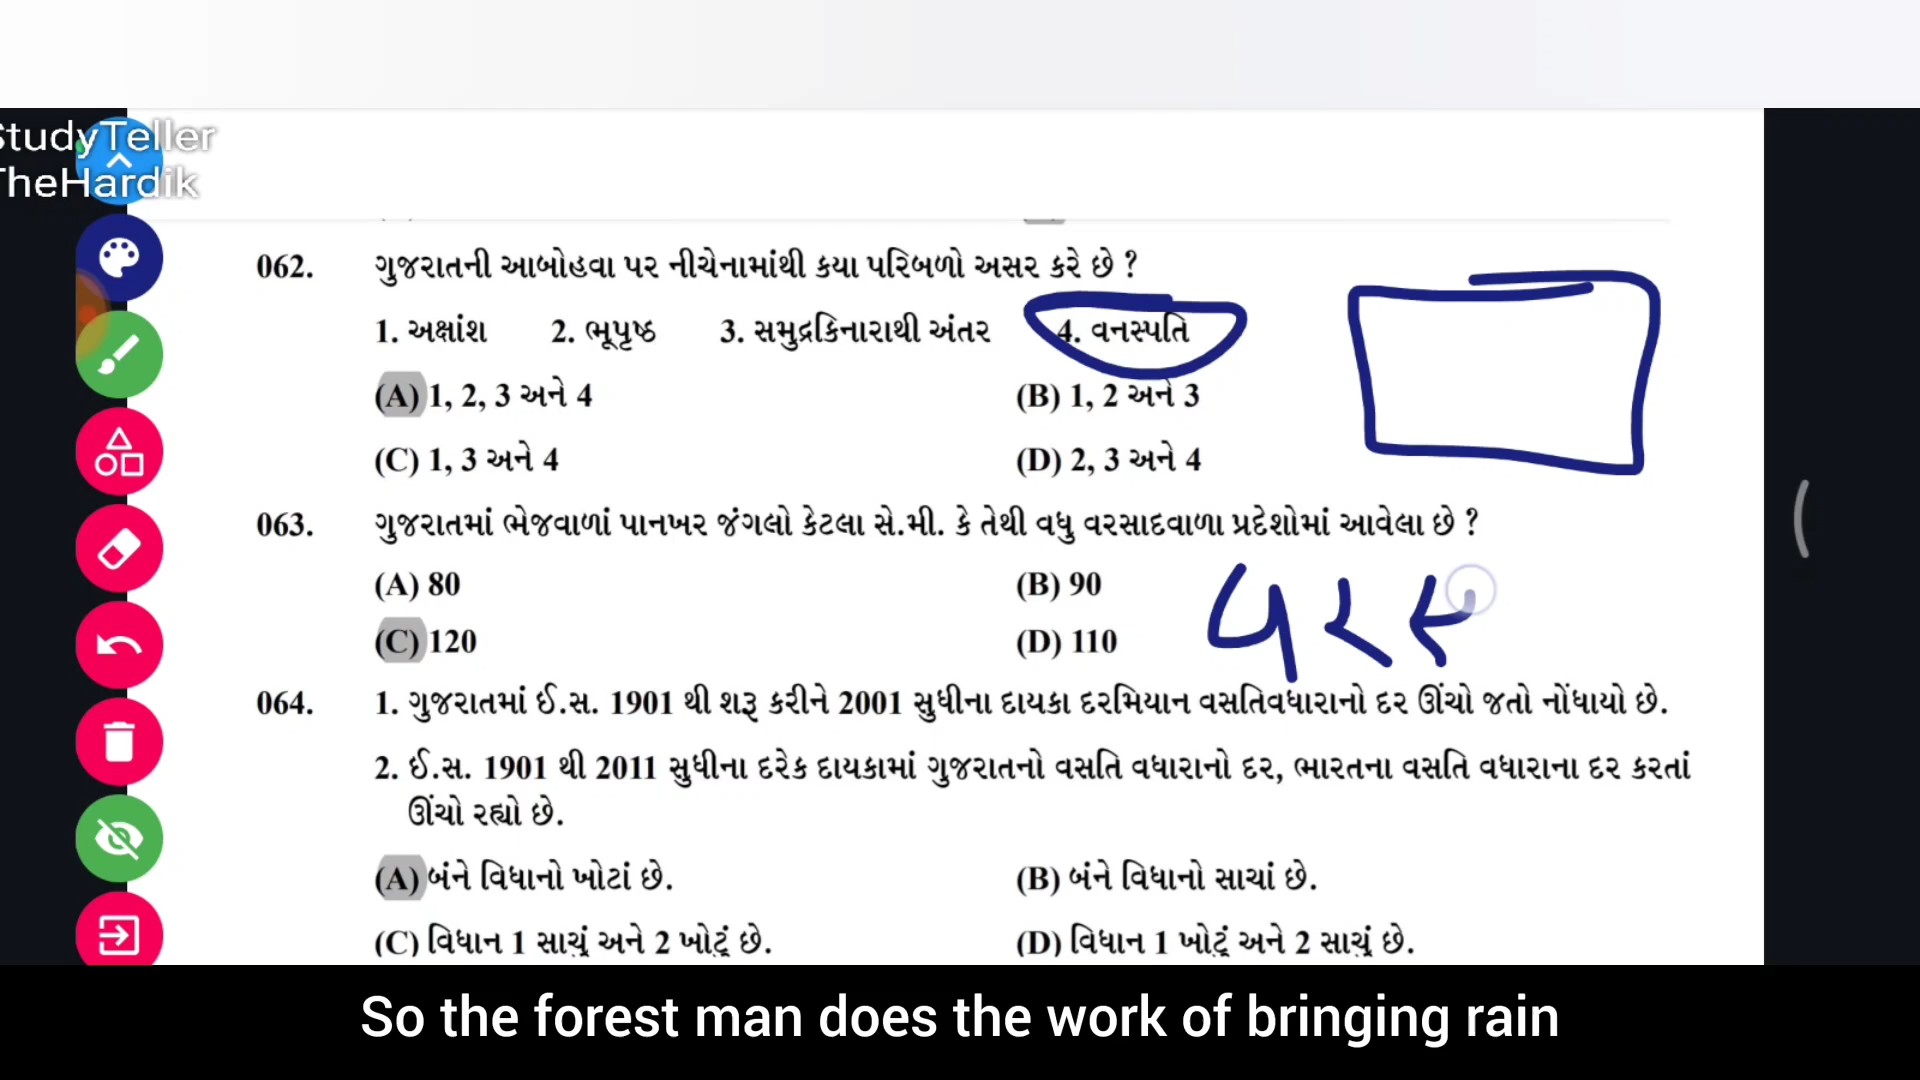 StudyTeller
TheHardik
062. ગુજરાતની આબોહવા પર નીચેનામાંથી કયા પરિબળો અસર કરે છે ?
1. અક્ષાંશ 2. ભૂપૃષ્ઠ 3. સમુદ્રકિનારાથી અંતર 4. વનસ્પતિ
(A) 1, 2, 3 અને 4 (B) 1, 2 અને 3
(C) 1, 3 અને 4 (D) 2, 3 અને 4
063. ગુજરાતમાં ભેજવાળાં પાનખર જંગલો કેટલા સે.મી. કે તેથી વધુ વરસાદવાળા પ્રદેશોમાં આવેલા છે ?
(A) 80 (B) 90
(C) 120 (D) 110
064. 1. ગુજરાતમાં ઈ.સ. 1901 થી શરૂ કરીને 2001 સુધીના દાયકા દરમિયાન વસતિવધારાનો દર ઊંચો જતો નોંધાયો છે.
2. ઈ.સ. 1901 થી 2011 સુધીના દરેક દાયકામાં ગુજરાતનો વસતિ વધારાનો દર, ભારતના વસતિ વધારાના દર કરતાં
ઊંચો રહ્યો છે.
(A) બંને વિધાનો ખોટાં છે. (B) બંને વિધાનો સાચાં છે.
(C) વિધાન 1 સાચું અને 2 ખોટું છે. (D) વિધાન 1 ખોટું અને 2 સાચું છે.
So the forest man does the work of bringing rain